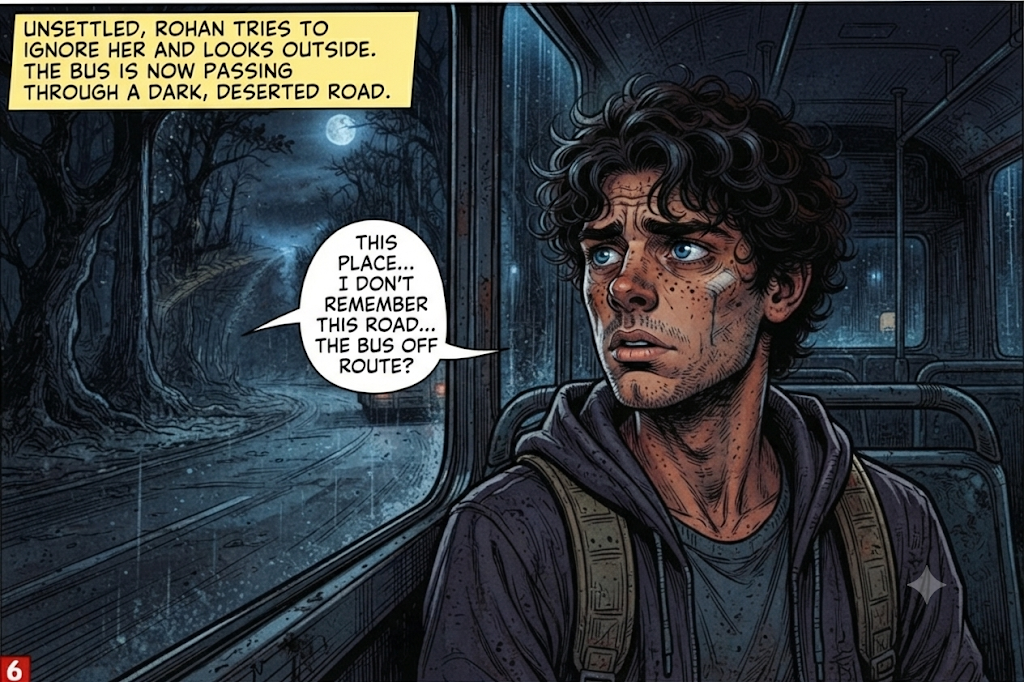 UNSETTLED, ROHAN TRIES TO
IGNORE HER AND LOOKS OUTSIDE.
THE BUS IS NOW PASSING
THROUGH A DARK, DESERTED ROAD.
THIS
PLACE...
I DON'T
REMEMBER
THIS ROAD...
THE BUS OFF
ROUTE?
6